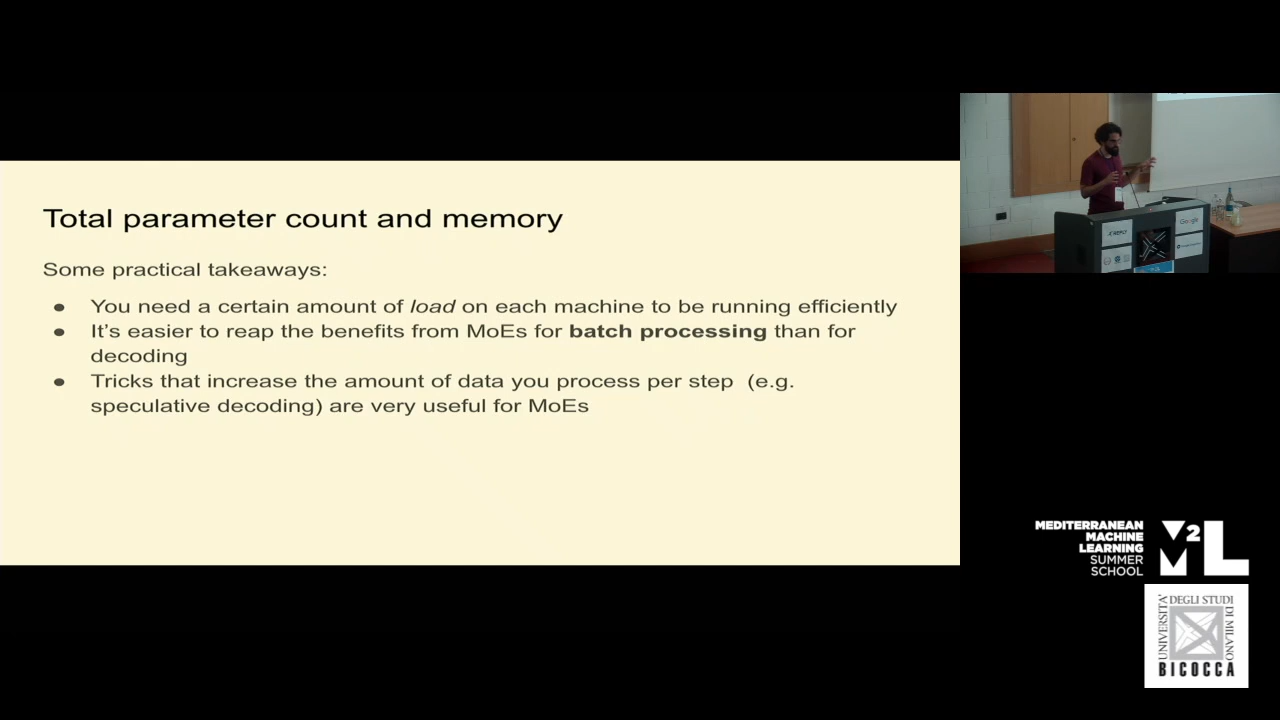 Total parameter count and memory
Some practical takeaways:
● You need a certain amount of load on each machine to be running efficiently
● It's easier to reap the benefits from MoEs for batch processing than for
decoding
● Tricks that increase the amount of data you process per step (e.g.
speculative decoding) are very useful for MoEs
Google
MEDITERRANEAN
MACHINE
LEARNING
SUMMER
SCHOOL
M2L
UNIVERSITA'
DEGLI STUDI
DI MILANO
BICOCCA